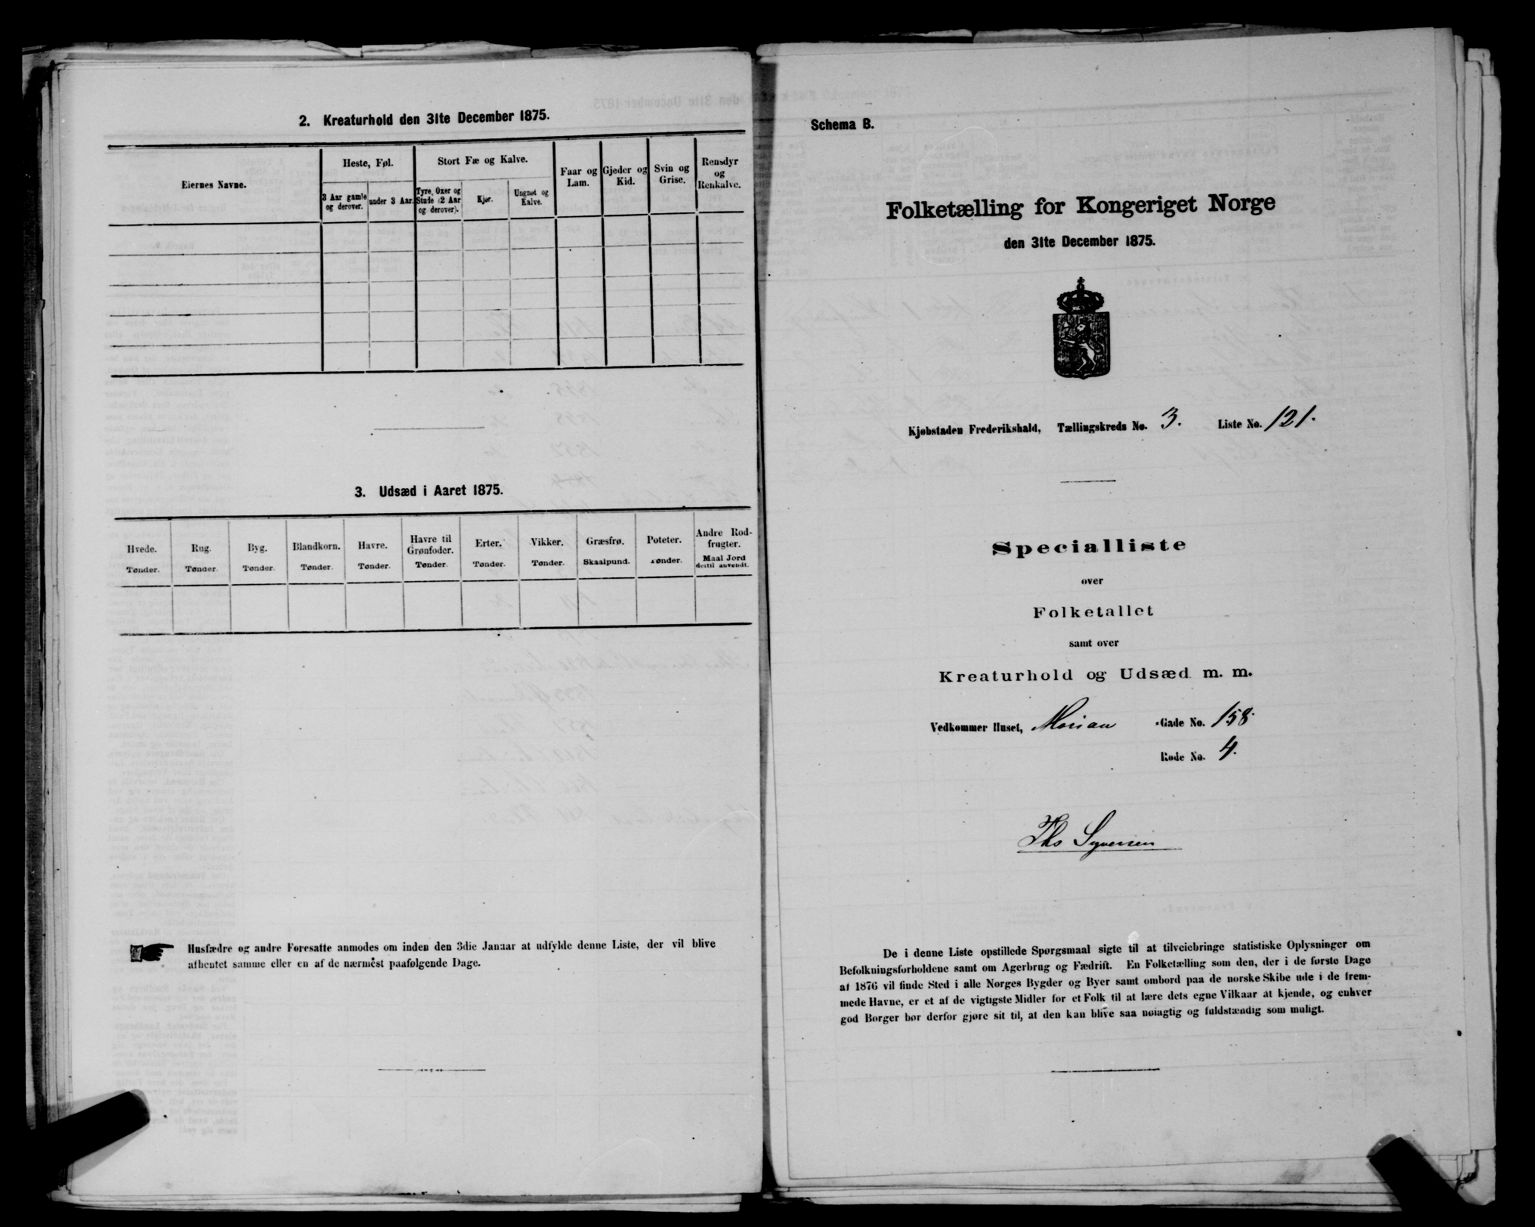 2. Kreaturhold den 31te December 1875.
Eiernes Navne.
Heste, Føl.
Stort Fæ og Kalve.
Faar og Lam.
Gjeder og Kid.
Svin og Grise.
Rensdyr og Renkalve.
3 Aar gamle og derover.
under 3 Aar.
Tyre, Oxer og Stude (2 Aar og derover).
Kjør.
Ungnøt og Kalve.
3. Udsæd i Aaret 1875.
Hvede. Rug. Byg. Blandkorn. Havre. Havre til Grønfoder. Erter. Vikker. Græsfrø. Poteter. Andre Rodfrugter.
Tønder. Tønder. Tønder. Tønder. Tønder. Tønder. Tønder. Tønder. Skaalpund. Tønder. Maal Jord dertil anvendt.
Husfædre og andre Foresatte anmodes om inden den 3die Januar at udfylde denne Liste, der vil blive
afhentet samme eller en af de nærmest paafølgende Dage.
Schema B.
Folketælling for Kongeriget Norge
den 31te December 1875.
Kjøbstaden Frederikshald, Tællingskreds No. 3. Liste No. 121.
Specialliste
over
Folketallet
samt over
Kreaturhold og Udsæd m. m.
Vedkommer Huset, Morian -Gade No. 158.
Rode No. 4.
Ths Syversen
De i denne Liste opstillede Spørgsmaal sigte til at tilveiebringe statistiske Oplysninger om
Befolkningsforholdene samt om Agerbrug og Fædrift. En Folketælling som den, der i de første Dage
af 1876 vil finde Sted i alle Norges Bygder og Byer samt ombord paa de norske Skibe ude i de frem-
mede Havne, er et af de vigtigste Midler for et Folk til at lære dets egne Vilkaar at kjende, og enhver
god Borger bør derfor gjøre sit til, at den kan blive saa nøiagtig og fuldstændig som muligt.